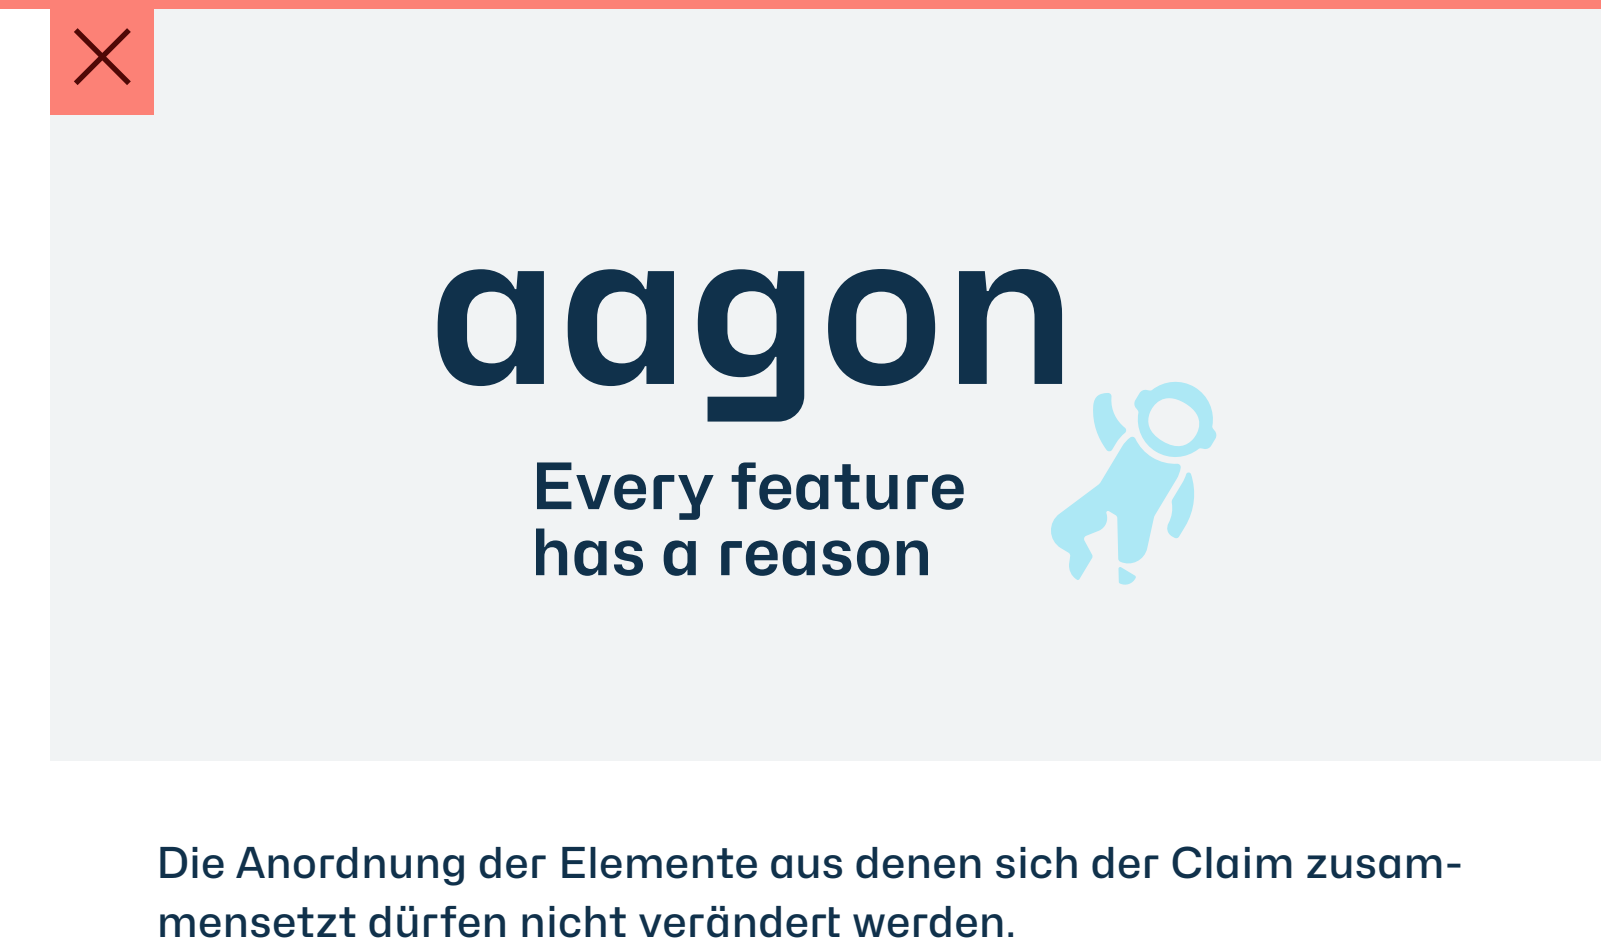 aagon
Every feature
has a reason
Die Anordnung der Elemente aus denen sich der Claim zusam-
mensetzt dürfen nicht verändert werden.